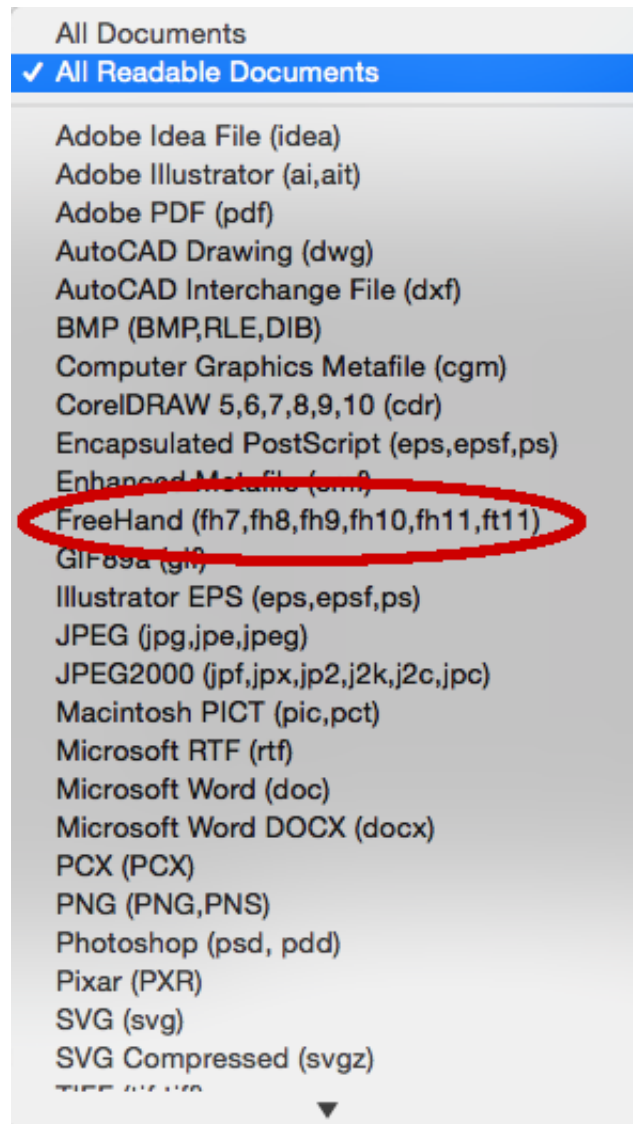 All Documents
✓ All Readable Documents
Adobe Idea File (idea)
Adobe Illustrator (ai,ait)
Adobe PDF (pdf)
AutoCAD Drawing (dwg)
AutoCAD Interchange File (dxf)
BMP (BMP,RLE,DIB)
Computer Graphics Metafile (cgm)
CorelDRAW 5,6,7,8,9,10 (cdr)
Encapsulated PostScript (eps,epsf,ps)
Enhanced Metafile (emf)
FreeHand (fh7,fh8,fh9,fh10,fh11,ft11)
GIF89a (gif)
Illustrator EPS (eps,epsf,ps)
JPEG (jpg,jpe,jpeg)
JPEG2000 (jpf,jpx,jp2,j2k,j2c,jpc)
Macintosh PICT (pic,pct)
Microsoft RTF (rtf)
Microsoft Word (doc)
Microsoft Word DOCX (docx)
PCX (PCX)
PNG (PNG,PNS)
Photoshop (psd, pdd)
Pixar (PXR)
SVG (svg)
SVG Compressed (svgz)